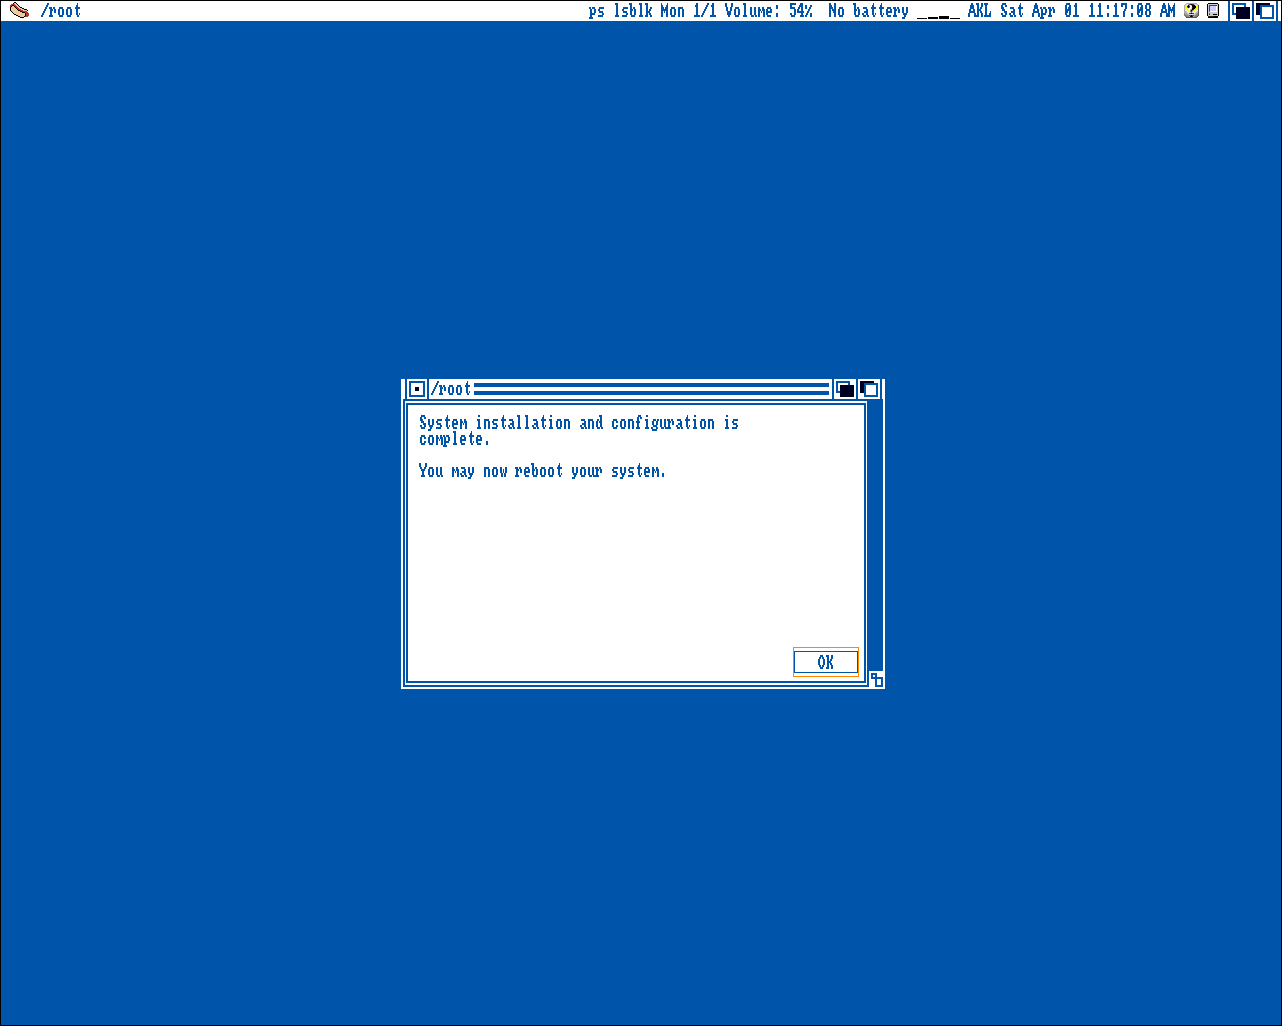 /root
ps lsblk Mon 1/1 Volume: 54%  No battery ____ AKL Sat Apr 01 11:17:08 AM ?
/root
System installation and configuration is
complete.
You may now reboot your system.
OK